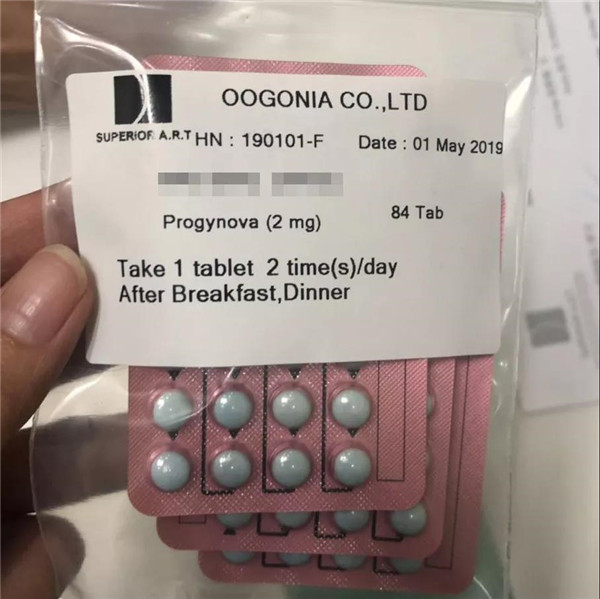 OOGONIA CO.,LTD
SUPERIOR A.R.T
HN : 190101-F
Date : 01 May 2019
Progynova (2 mg)
84 Tab
Take 1 tablet 2 time(s)/day
After Breakfast,Dinner